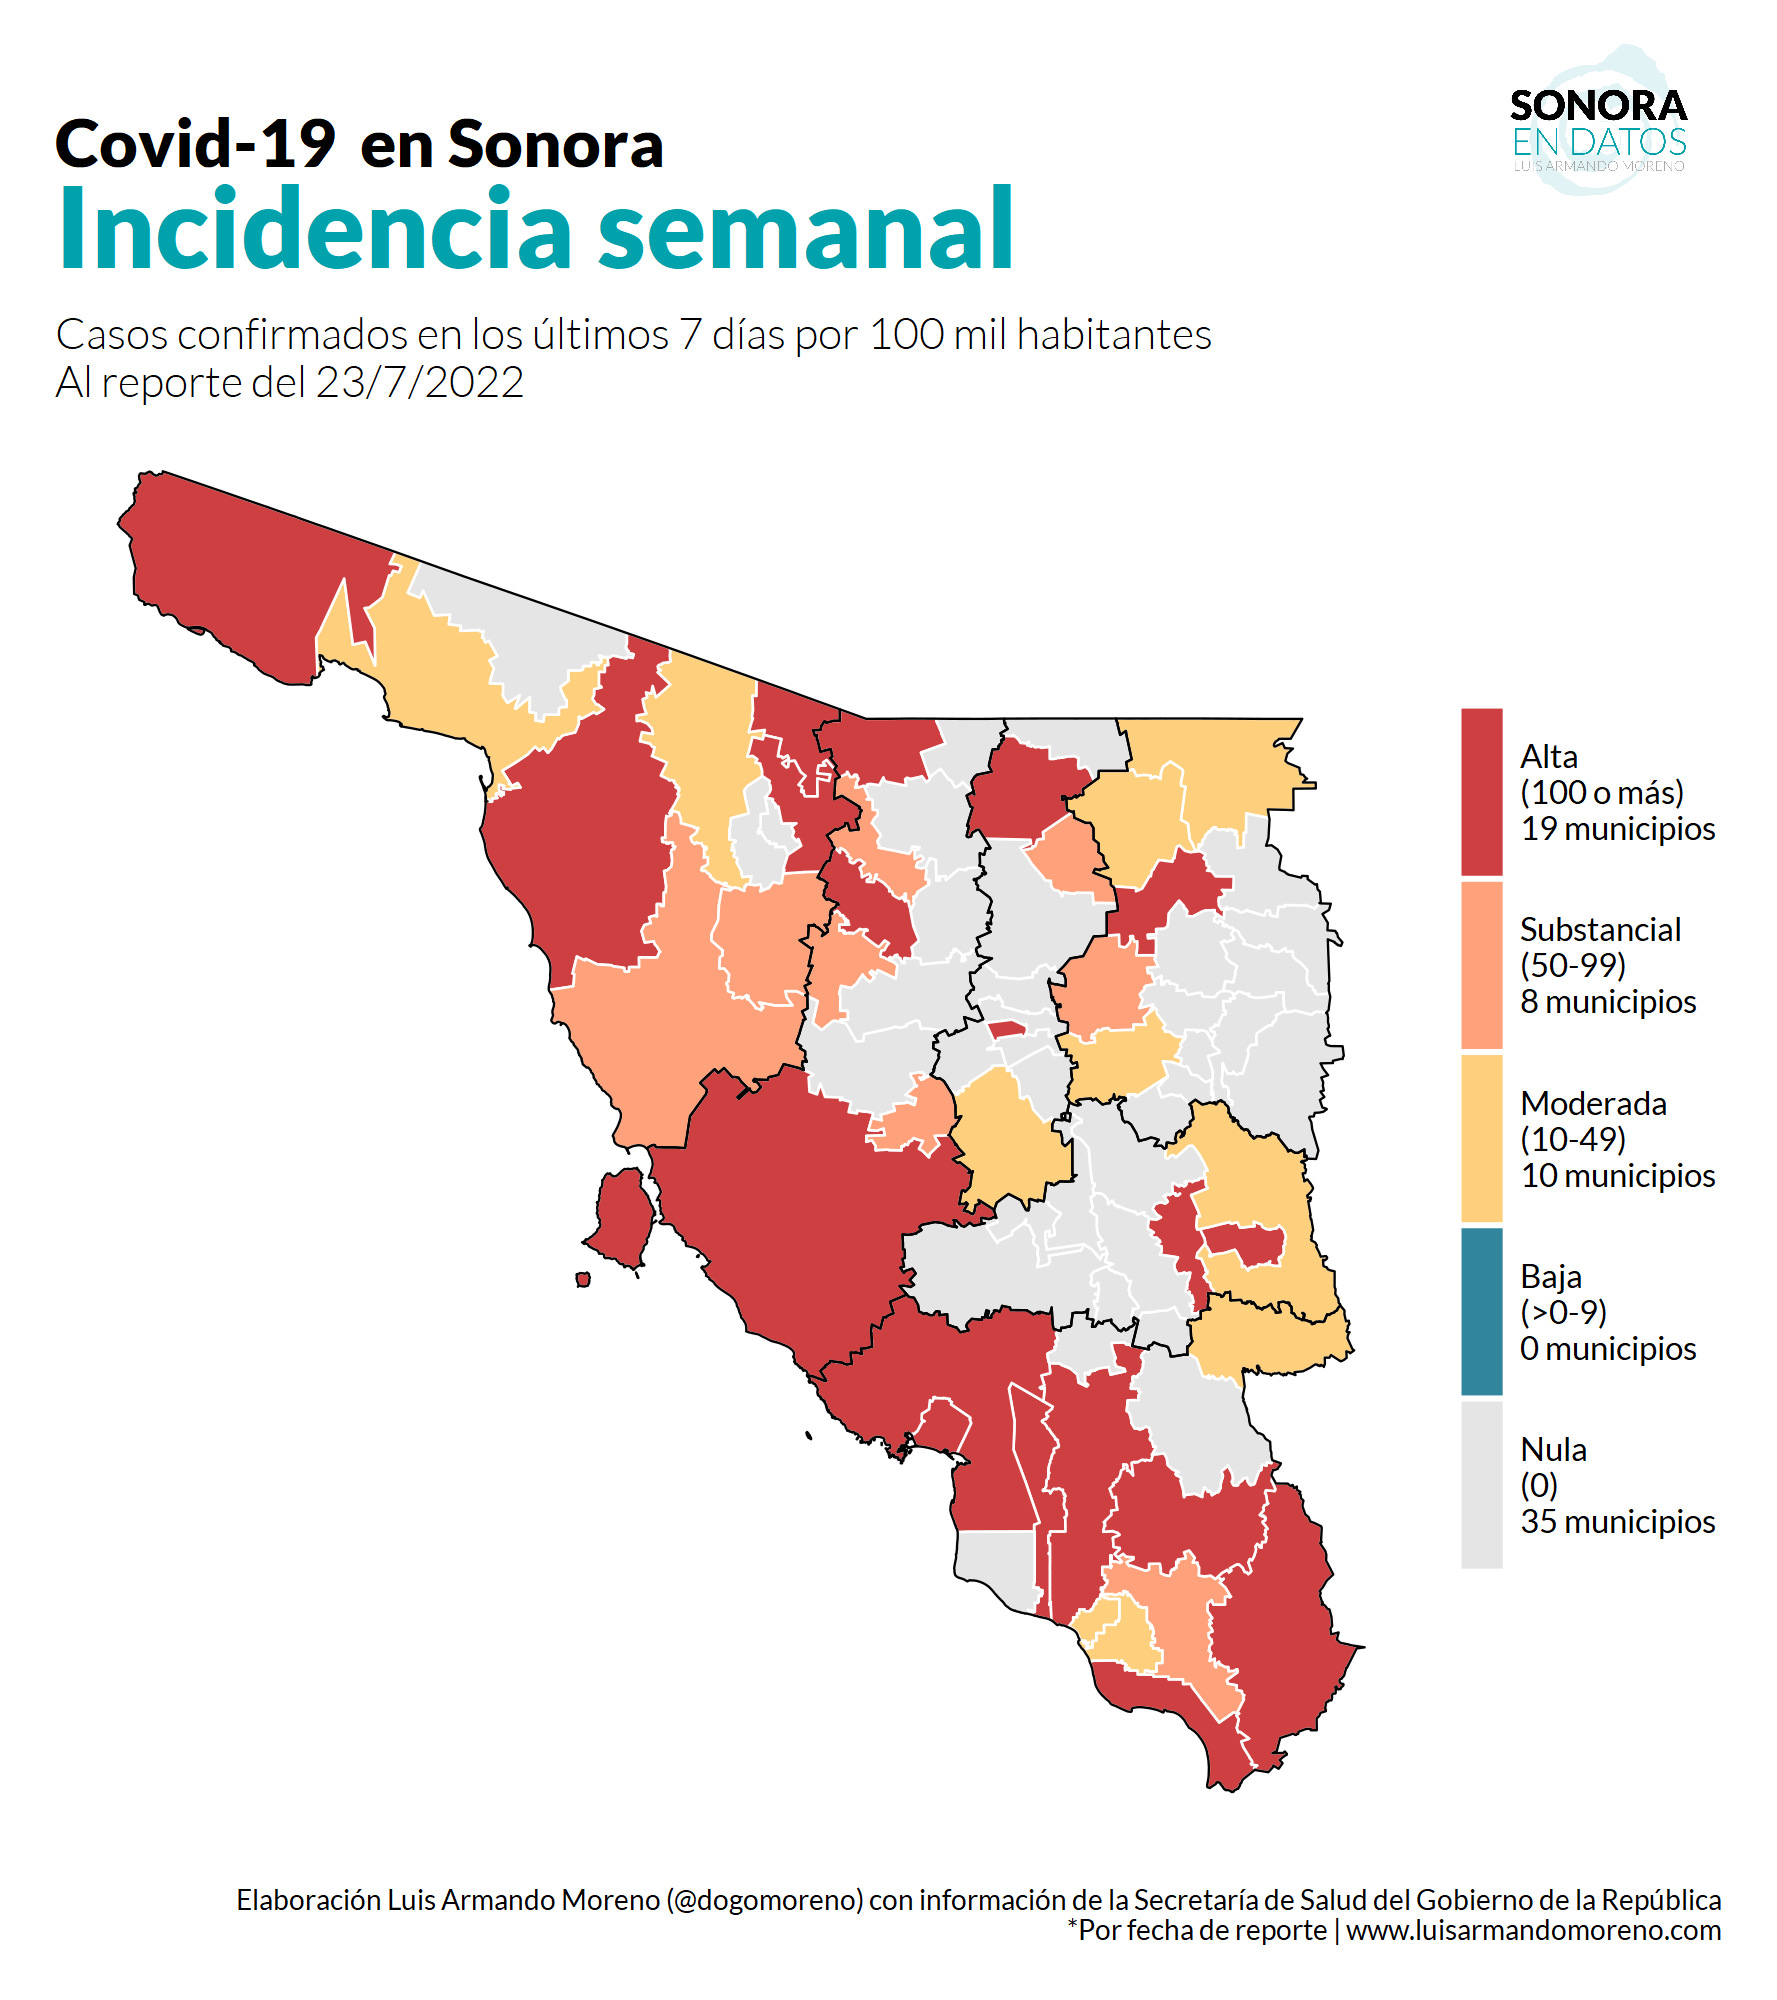 SONORA
EN DATOS
LUIS ARMANDO MORENO
Covid-19 en Sonora
Incidencia semanal
Casos confirmados en los últimos 7 días por 100 mil habitantes
Al reporte del 23/7/2022
Alta
(100 o más)
19 municipios
Substancial
(50-99)
8 municipios
Moderada
(10-49)
10 municipios
Baja
(>0-9)
0 municipios
Nula
(0)
35 municipios
Elaboración Luis Armando Moreno (@dogomoreno) con información de la Secretaría de Salud del Gobierno de la República
*Por fecha de reporte | www.luisarmandomoreno.com